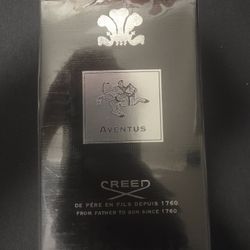 AVENTUS
CREED
DE PÈRE EN FILS DEPUIS 1760
FROM FATHER TO SON SINCE 1760